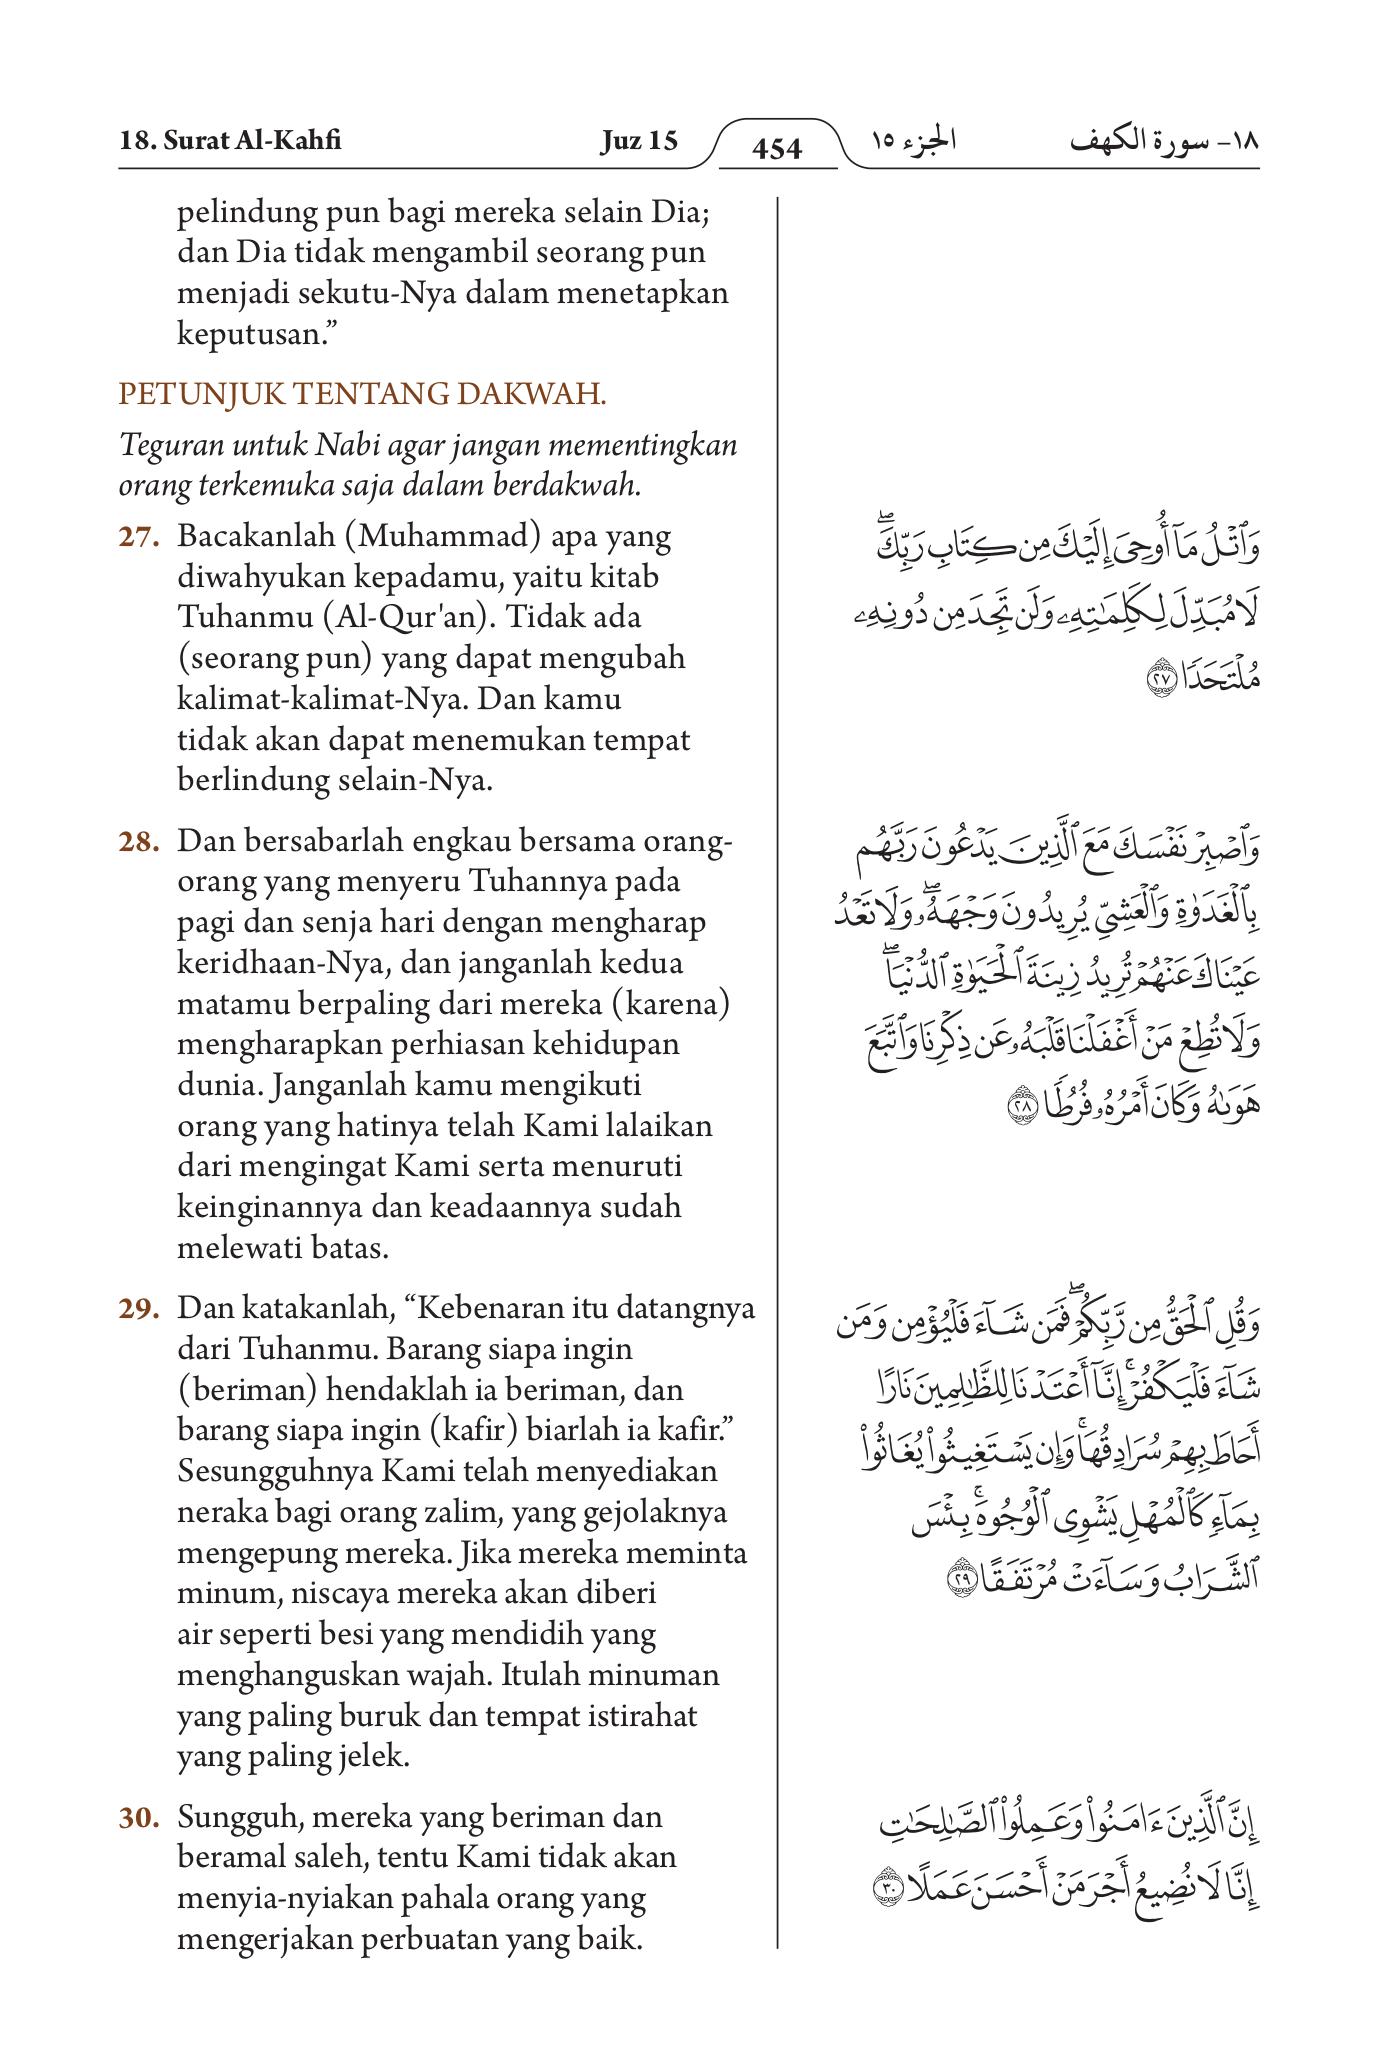 18. Surat Al-Kahfi
Juz 15
454
الجزء ١٥
١٨- سورة الكهف
pelindung pun bagi mereka selain Dia;
dan Dia tidak mengambil seorang pun
menjadi sekutu-Nya dalam menetapkan
keputusan.”
PETUNJUK TENTANG DAKWAH.
Teguran untuk Nabi agar jangan mementingkan
orang terkemuka saja dalam berdakwah.
27. Bacakanlah (Muhammad) apa yang
diwahyukan kepadamu, yaitu kitab
Tuhanmu (Al-Qur'an). Tidak ada
(seorang pun) yang dapat mengubah
kalimat-kalimat-Nya. Dan kamu
tidak akan dapat menemukan tempat
berlindung selain-Nya.
28. Dan bersabarlah engkau bersama orang-
orang yang menyeru Tuhannya pada
pagi dan senja hari dengan mengharap
keridhaan-Nya, dan janganlah kedua
matamu berpaling dari mereka (karena)
mengharapkan perhiasan kehidupan
dunia. Janganlah kamu mengikuti
orang yang hatinya telah Kami lalaikan
dari mengingat Kami serta menuruti
keinginannya dan keadaannya sudah
melewati batas.
29. Dan katakanlah, “Kebenaran itu datangnya
dari Tuhanmu. Barang siapa ingin
(beriman) hendaklah ia beriman, dan
barang siapa ingin (kafir) biarlah ia kafir.”
Sesungguhnya Kami telah menyediakan
neraka bagi orang zalim, yang gejolaknya
mengepung mereka. Jika mereka meminta
minum, niscaya mereka akan diberi
air seperti besi yang mendidih yang
menghanguskan wajah. Itulah minuman
yang paling buruk dan tempat istirahat
yang paling jelek.
30. Sungguh, mereka yang beriman dan
beramal saleh, tentu Kami tidak akan
menyia-nyiakan pahala orang yang
mengerjakan perbuatan yang baik.
وَٱتْلُ مَآ أُوحِىَ إِلَيْكَ مِن كِتَابِ رَبِّكَۖ
لَا مُبَدِّلَ لِكَلِمَٰتِهِۦ وَلَن تَجِدَ مِن دُونِهِۦ
مُلْتَحَدًا ٢٧
وَٱصْبِرْ نَفْسَكَ مَعَ ٱلَّذِينَ يَدْعُونَ رَبَّهُم
بِٱلْغَدَوٰةِ وَٱلْعَشِىِّ يُرِيدُونَ وَجْهَهُۥۖ وَلَا تَعْدُ
عَيْنَاكَ عَنْهُمْ تُرِيدُ زِينَةَ ٱلْحَيَوٰةِ ٱلدُّنْيَاۖ
وَلَا تُطِعْ مَنْ أَغْفَلْنَا قَلْبَهُۥ عَن ذِكْرِنَا وَٱتَّبَعَ
هَوَىٰهُ وَكَانَ أَمْرُهُۥ فُرُطًا ٢٨
وَقُلِ ٱلْحَقُّ مِن رَّبِّكُمْۖ فَمَن شَآءَ فَلْيُؤْمِن وَمَن
شَآءَ فَلْيَكْفُرْۚ إِنَّآ أَعْتَدْنَا لِلظَّٰلِمِينَ نَارًا
أَحَاطَ بِهِمْ سُرَادِقُهَاۚ وَإِن يَسْتَغِيثُوا۟ يُغَاثُوا۟
بِمَآءٍ كَٱلْمُهْلِ يَشْوِى ٱلْوُجُوهَۚ بِئْسَ
ٱلشَّرَابُ وَسَآءَتْ مُرْتَفَقًا ٢٩
إِنَّ ٱلَّذِينَ ءَامَنُوا۟ وَعَمِلُوا۟ ٱلصَّٰلِحَٰتِ
إِنَّا لَا نُضِيعُ أَجْرَ مَنْ أَحْسَنَ عَمَلًا ٣٠